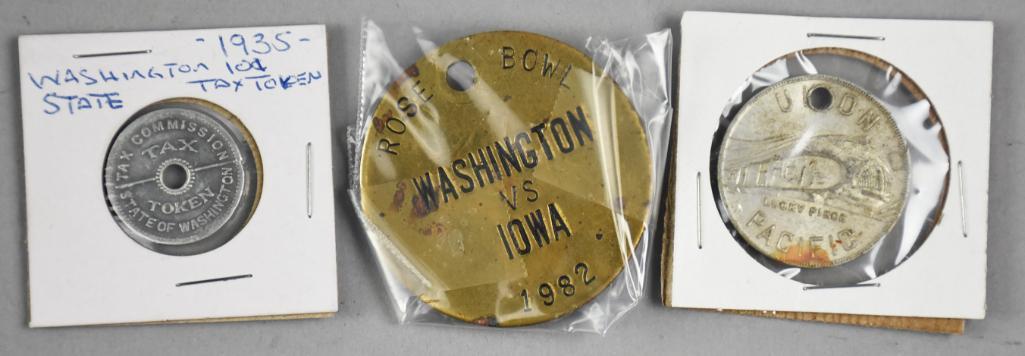 -1935-
WASHINGTON 10¢
STATE TAX TOKEN
TAX COMMISSION
TAX
TOKEN
STATE OF WASHINGTON
ROSE BOWL
WASHINGTON
VS
IOWA
1982
UNION
LUCKY PIECE
PACIFIC